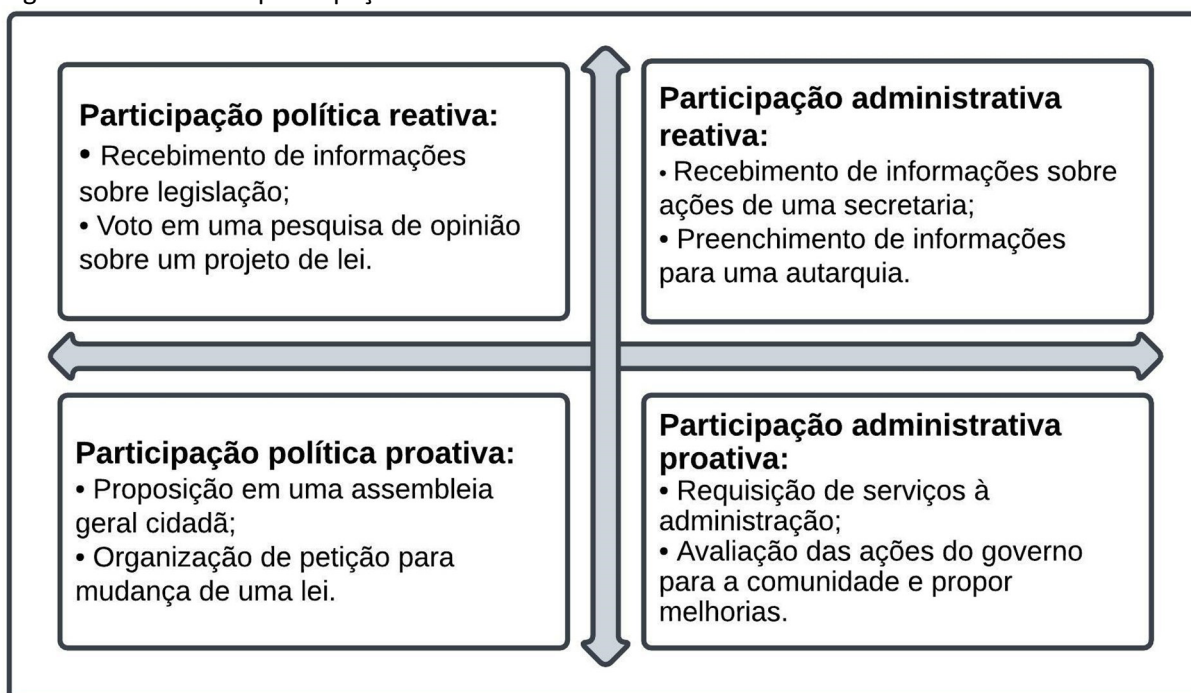 Participação política reativa:
• Recebimento de informações
sobre legislação;
• Voto em uma pesquisa de opinião
sobre um projeto de lei.
Participação administrativa
reativa:
• Recebimento de informações sobre
ações de uma secretaria;
• Preenchimento de informações
para uma autarquia.
Participação política proativa:
• Proposição em uma assembleia
geral cidadã;
• Organização de petição para
mudança de uma lei.
Participação administrativa
proativa:
• Requisição de serviços à
administração;
• Avaliação das ações do governo
para a comunidade e propor
melhorias.